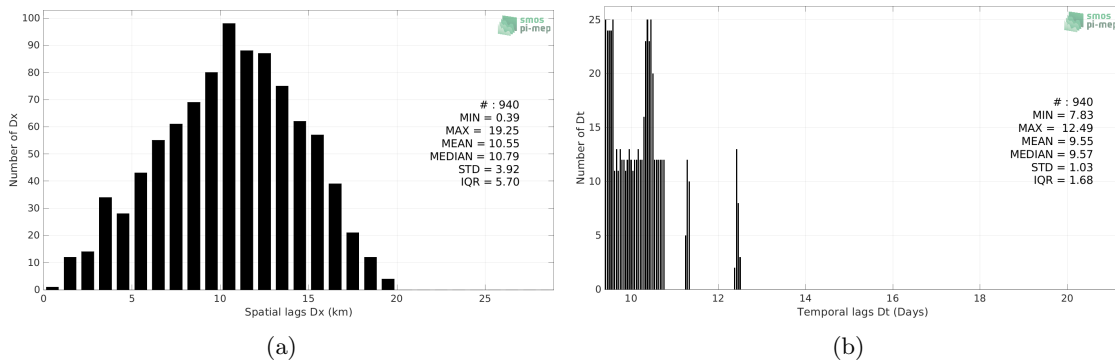 100
90
80
70
60
50
40
30
20
10
0
Number of Dx
smos
pi-mep
# : 940
MIN = 0.39
MAX = 19.25
MEAN = 10.55
MEDIAN = 10.79
STD = 3.92
IQR = 5.70
0 5 10 15 20 25
Spatial lags Dx (km)
(a)
25
20
15
10
5
0
Number of Dt
smos
pi-mep
# : 940
MIN = 7.83
MAX = 12.49
MEAN = 9.55
MEDIAN = 9.57
STD = 1.03
IQR = 1.68
10 12 14 16 18 20
Temporal lags Dt (Days)
(b)